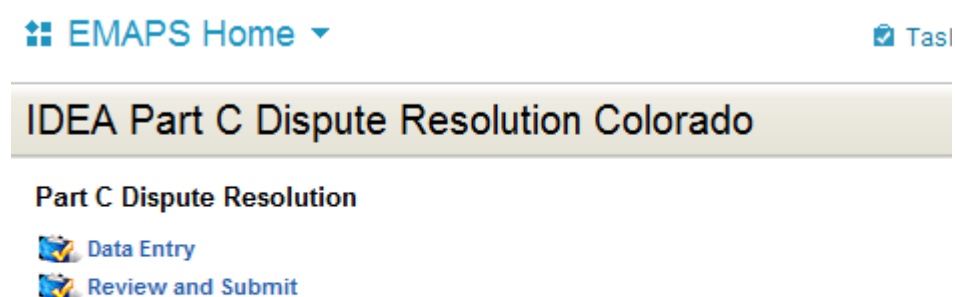 EMAPS Home
IDEA Part C Dispute Resolution Colorado
Part C Dispute Resolution
Data Entry
Review and Submit